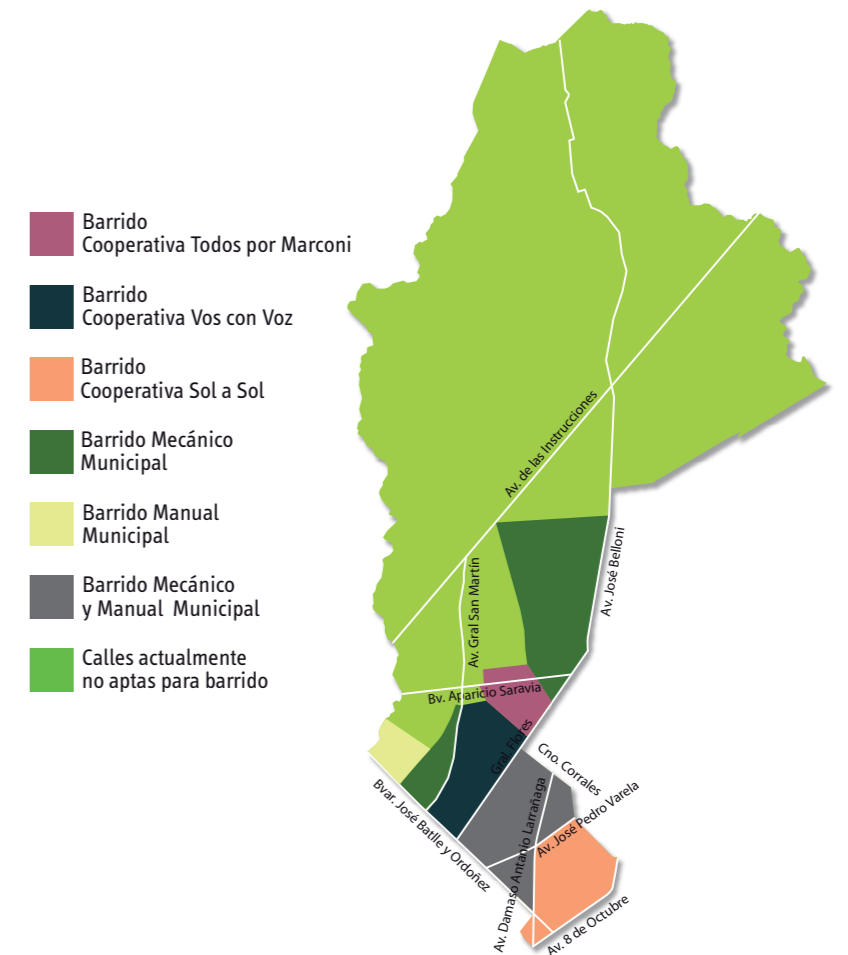 Barrido
Cooperativa Todos por Marconi
Barrido
Cooperativa Vos con Voz
Barrido
Cooperativa Sol a Sol
Barrido Mecánico
Municipal
Barrido Manual
Municipal
Barrido Mecánico
y Manual Municipal
Calles actualmente
no aptas para barrido
Av. de las Instrucciones
Av. José Belloni
Av. Gral San Martín
Bv. Aparicio Saravia
Gral. Flores
Cno. Corrales
Bvar. José Batlle y Ordoñez
Av. José Pedro Varela
Av. Damaso Antanio Larrañaga
Av. 8 de Octubre